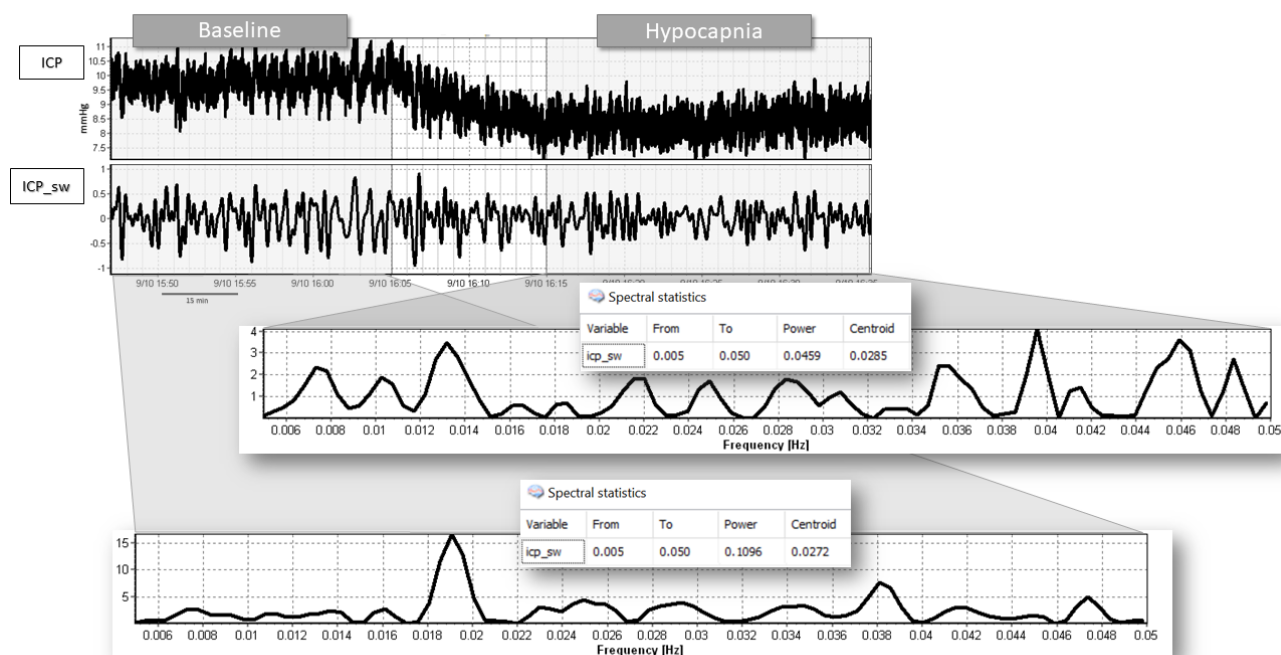 Baseline
Hypocapnia
ICP
mmHg
11
10.5
10
9.5
9
8.5
8
7.5
ICP_sw
1
0.5
0
-0.5
-1
9/10 15:50 9/10 15:55 9/10 16:00 9/10 16:05 9/10 16:10 9/10 16:15
15 min
Spectral statistics
Variable From To Power Centroid
icp_sw 0.005 0.050 0.0459 0.0285
4
3
2
1
0.006 0.008 0.01 0.012 0.014 0.016 0.018 0.02 0.022 0.024 0.026 0.028 0.03 0.032 0.034 0.036 0.038 0.04 0.042 0.044 0.046 0.048 0.05
Frequency [Hz]
Spectral statistics
Variable From To Power Centroid
icp_sw 0.005 0.050 0.1096 0.0272
15
10
5
0.006 0.008 0.01 0.012 0.014 0.016 0.018 0.02 0.022 0.024 0.026 0.028 0.03 0.032 0.034 0.036 0.038 0.04 0.042 0.044 0.046 0.048 0.05
Frequency [Hz]